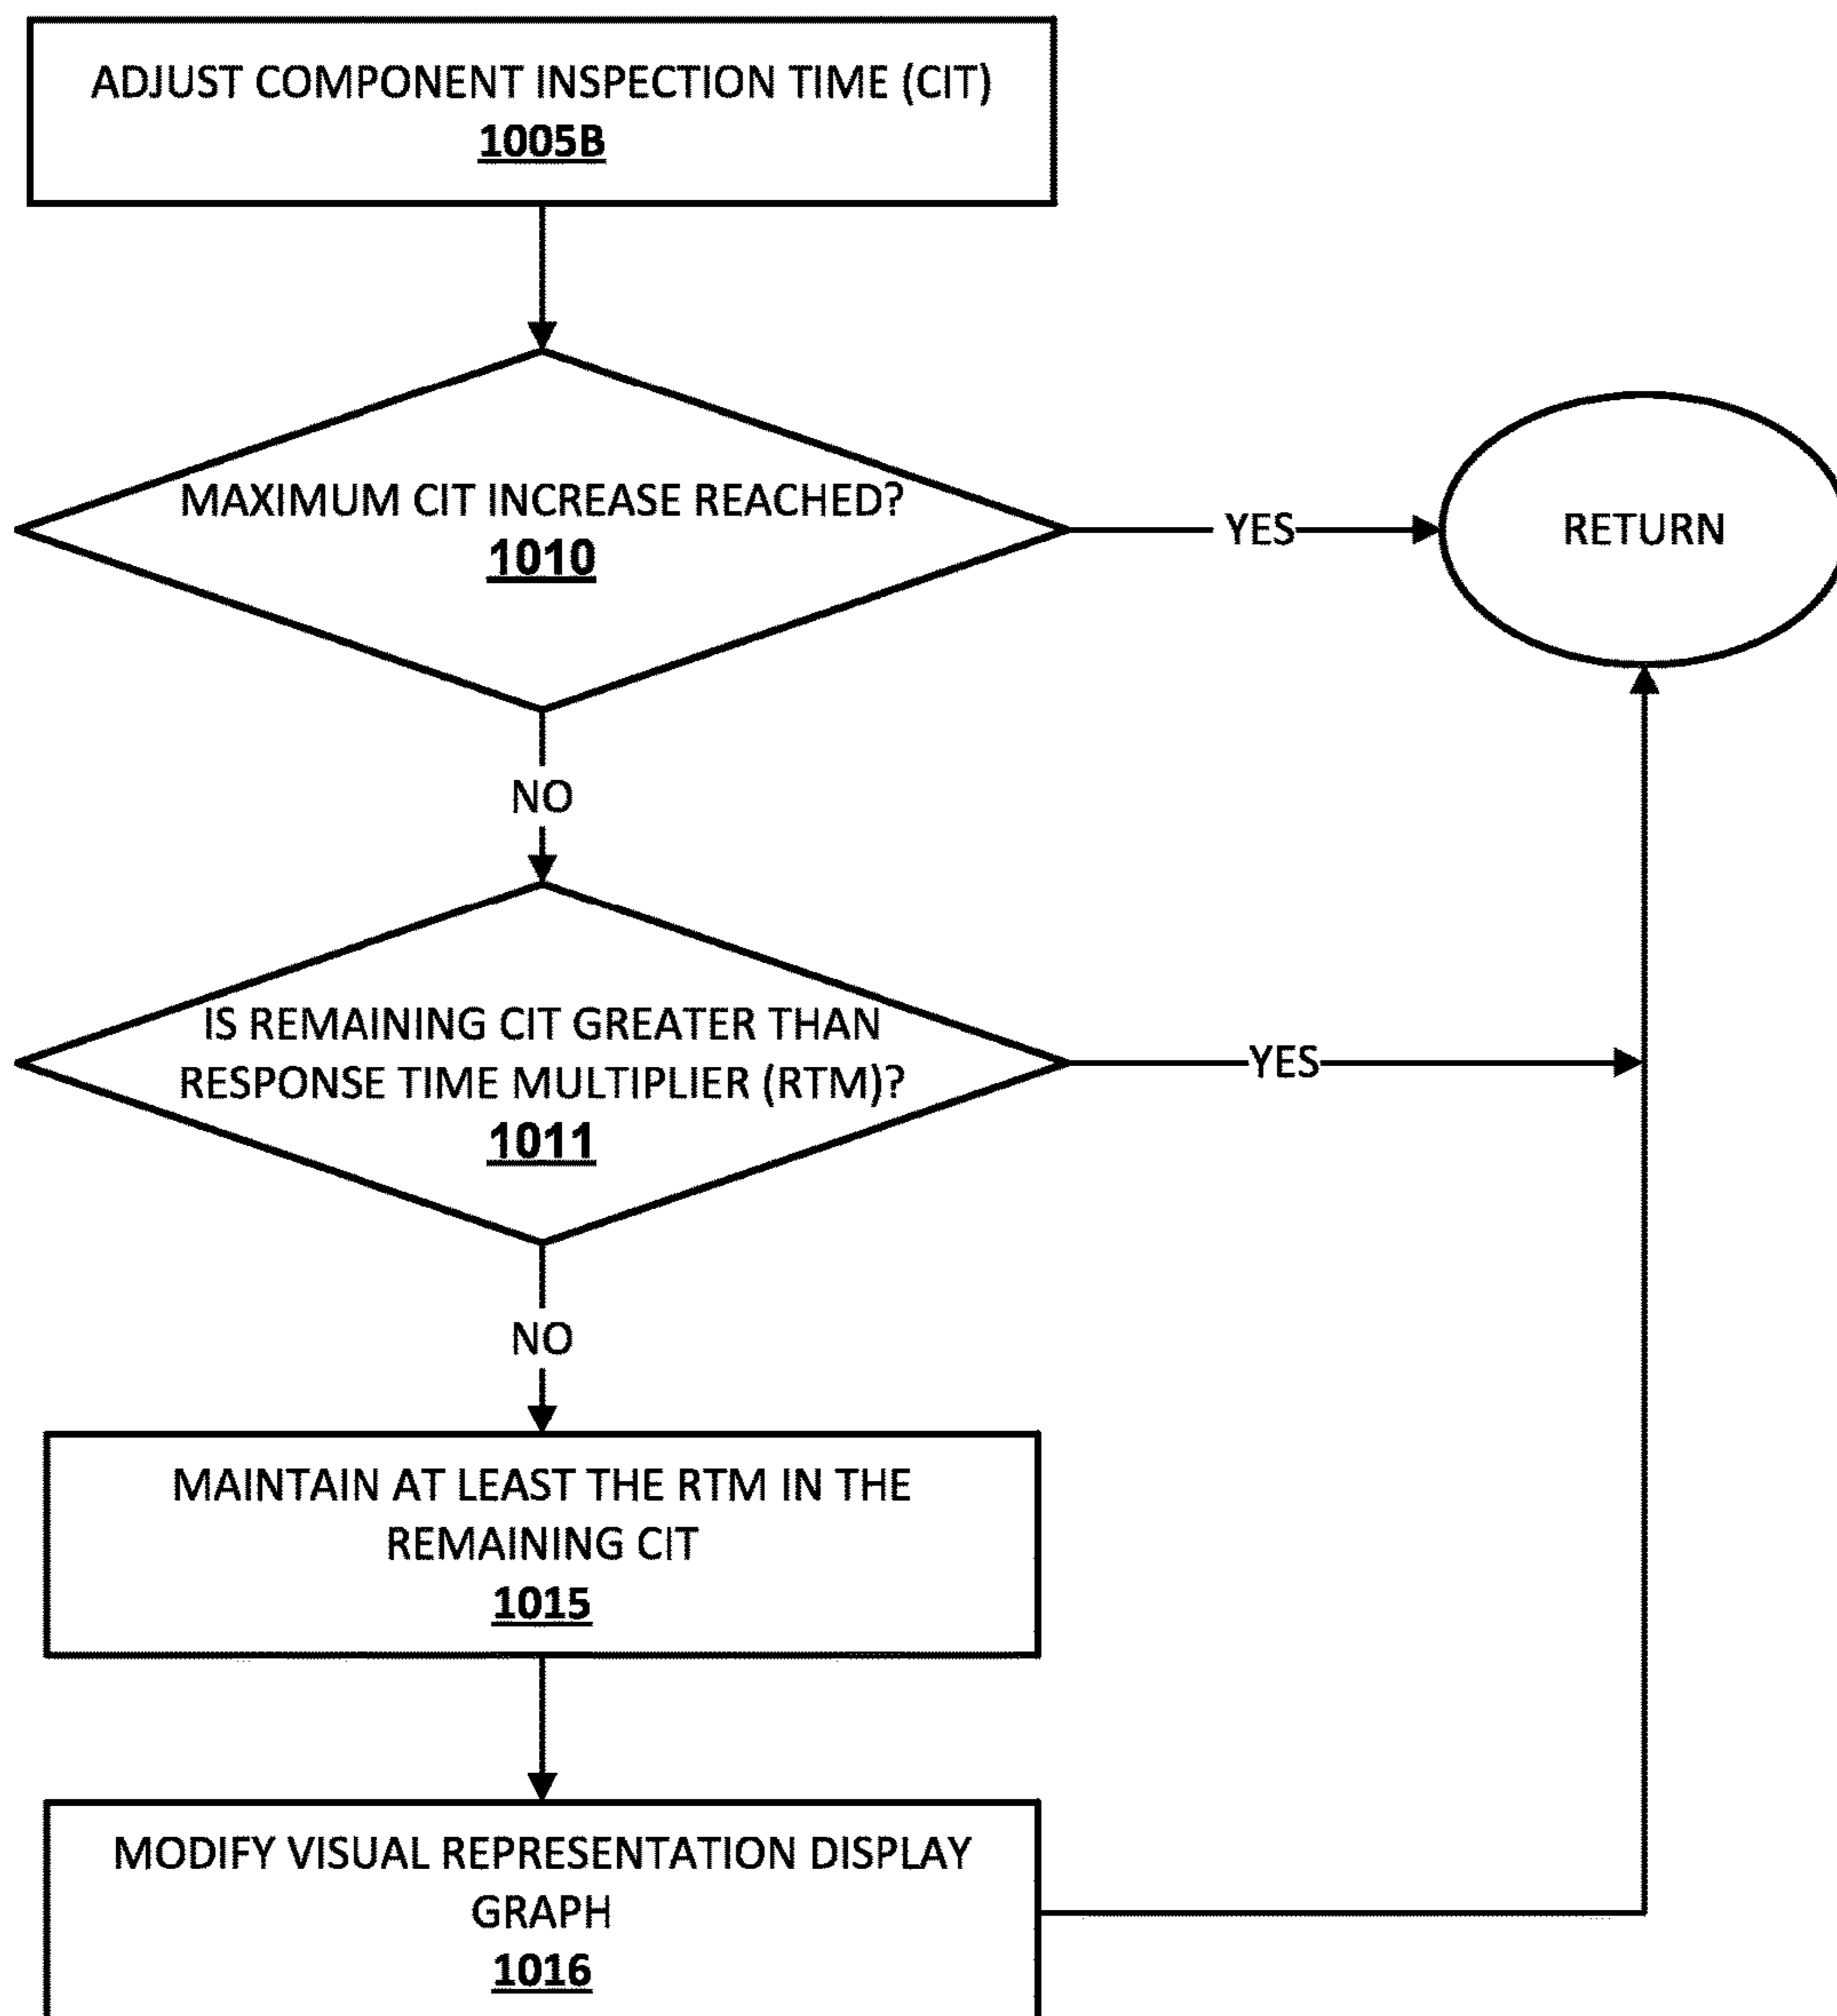 ADJUST COMPONENT INSPECTION TIME (CIT)
1005B
MAXIMUM CIT INCREASE REACHED?
1010
YES
RETURN
NO
IS REMAINING CIT GREATER THAN
RESPONSE TIME MULTIPLIER (RTM)?
1011
YES
NO
MAINTAIN AT LEAST THE RTM IN THE
REMAINING CIT
1015
MODIFY VISUAL REPRESENTATION DISPLAY
GRAPH
1016